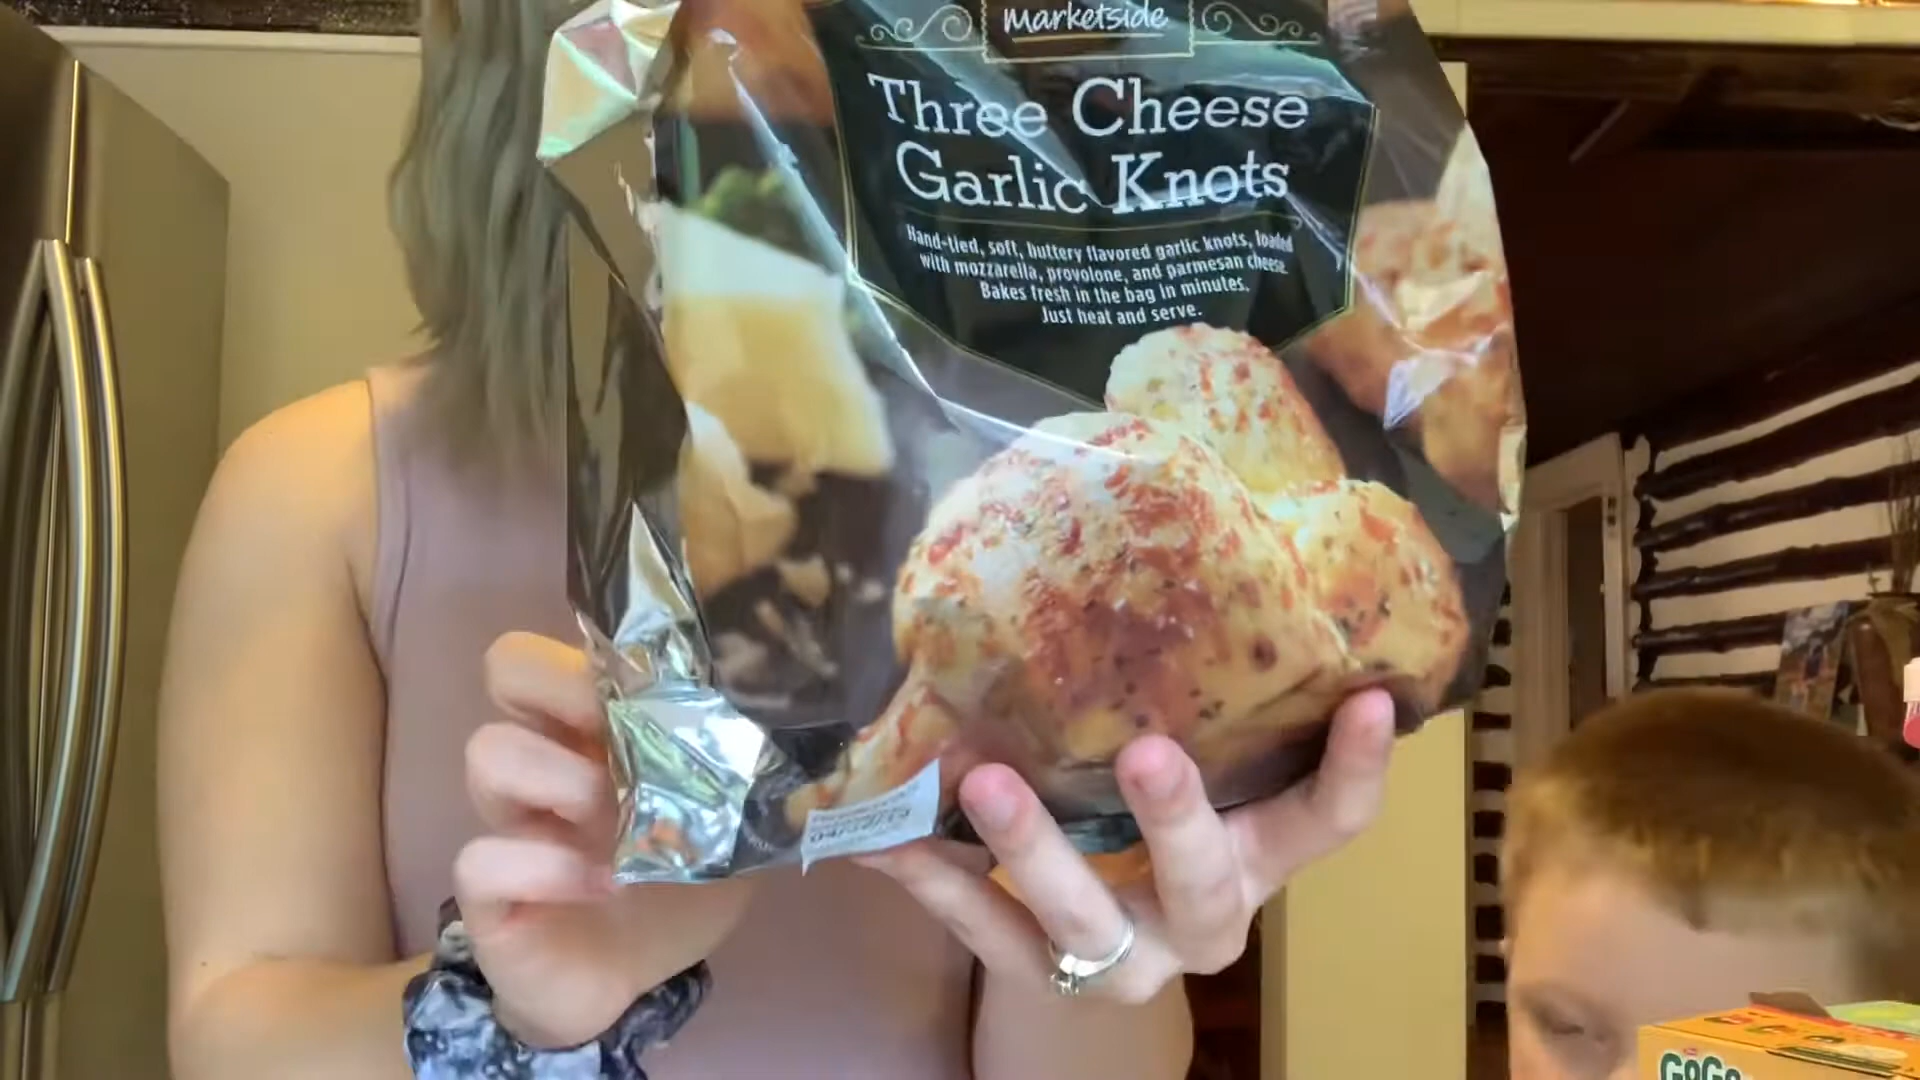 marketside
Three Cheese
Garlic Knots
Hand-tied, soft, buttery flavored garlic knots, loaded
with mozzarella, provolone, and parmesan cheese.
Bakes fresh in the bag in minutes.
Just heat and serve.
GoGo